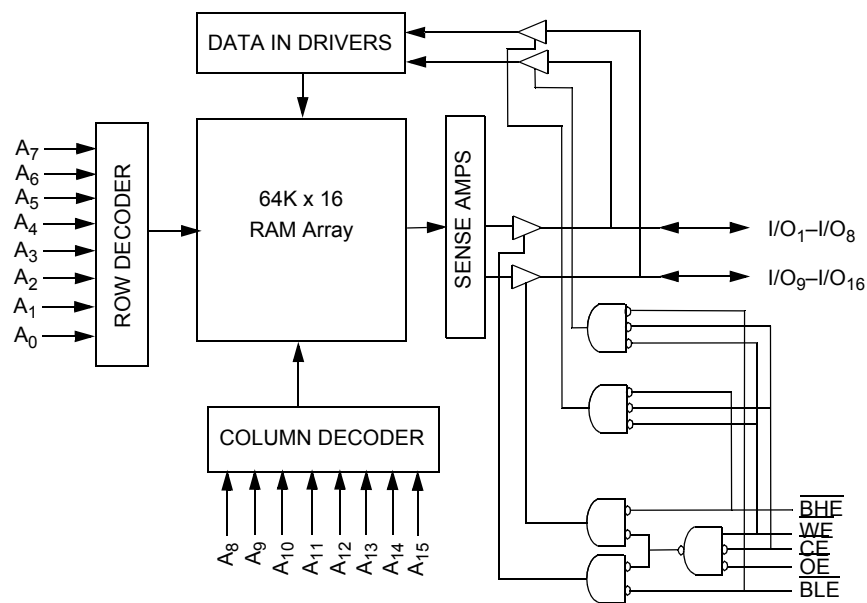 DATA IN DRIVERS
A7
A6
A5
A4
A3
A2
A1
A0
ROW DECODER
64K x 16
RAM Array
SENSE AMPS
I/O1–I/O8
I/O9–I/O16
COLUMN DECODER
A8
A9
A10
A11
A12
A13
A14
A15
BHE
WE
CE
OE
BLE